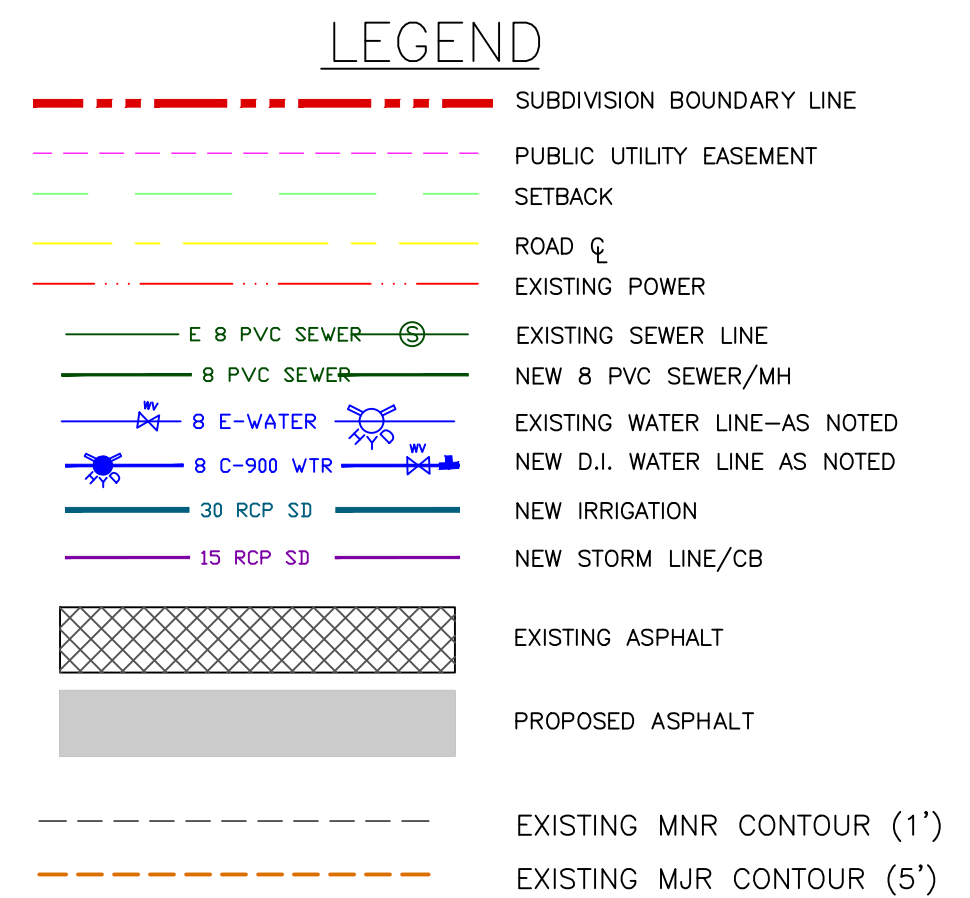 LEGEND
SUBDIVISION BOUNDARY LINE
PUBLIC UTILITY EASEMENT
SETBACK
ROAD ℄
EXISTING POWER
E 8 PVC SEWER S EXISTING SEWER LINE
8 PVC SEWER NEW 8 PVC SEWER/MH
WV 8 E-WATER HYD EXISTING WATER LINE-AS NOTED
HYD 8 C-900 WTR WV NEW D.I. WATER LINE AS NOTED
30 RCP SD NEW IRRIGATION
15 RCP SD NEW STORM LINE/CB
EXISTING ASPHALT
PROPOSED ASPHALT
EXISTING MNR CONTOUR (1')
EXISTING MJR CONTOUR (5')